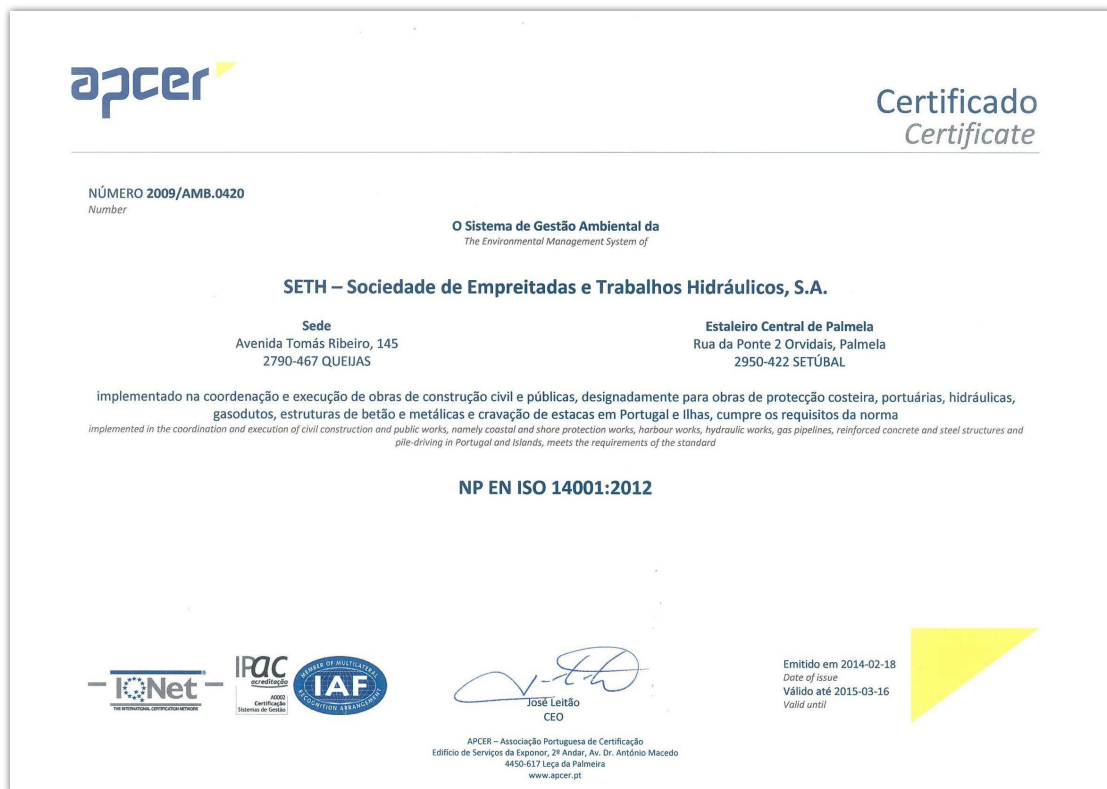 apcer
Certificado
Certificate
NÚMERO 2009/AMB.0420
Number
O Sistema de Gestão Ambiental da
The Environmental Management System of
SETH – Sociedade de Empreitadas e Trabalhos Hidráulicos, S.A.
Sede
Avenida Tomás Ribeiro, 145
2790-467 QUEIJAS
Estaleiro Central de Palmela
Rua da Ponte 2 Orvidais, Palmela
2950-422 SETÚBAL
implementado na coordenação e execução de obras de construção civil e públicas, designadamente para obras de protecção costeira, portuárias, hidráulicas,
gasodutos, estruturas de betão e metálicas e cravação de estacas em Portugal e Ilhas, cumpre os requisitos da norma
implemented in the coordination and execution of civil construction and public works, namely coastal and shore protection works, harbour works, hydraulic works, gas pipelines, reinforced concrete and steel structures and
pile-driving in Portugal and Islands, meets the requirements of the standard
NP EN ISO 14001:2012
IQNet
THE INTERNATIONAL CERTIFICATION NETWORK
IPAC
acreditação
A0002
Certificação
Sistemas de Gestão
MEMBER OF MULTILATERAL
IAF
RECOGNITION ARRANGEMENT
José Leitão
CEO
Emitido em 2014-02-18
Date of issue
Válido até 2015-03-16
Valid until
APCER – Associação Portuguesa de Certificação
Edifício de Serviços da Exponor, 2º Andar, Av. Dr. António Macedo
4450-617 Leça da Palmeira
www.apcer.pt